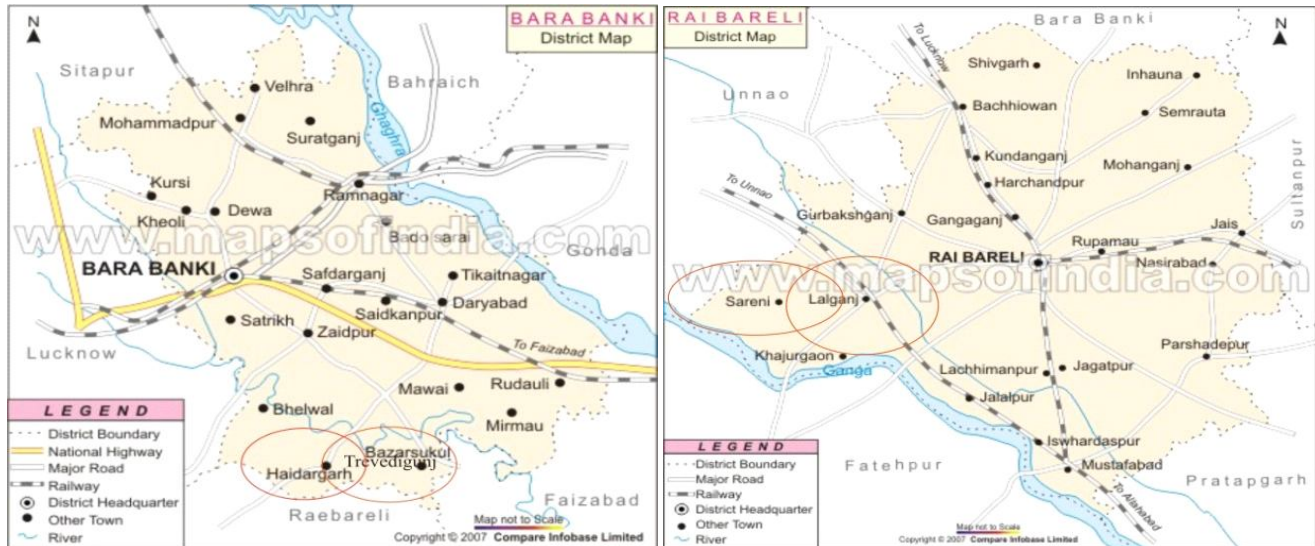 BARA BANKI
District Map
N
Sitapur
Bahraich
Velhra
Mohammadpur
Suratganj
Ghaghra
Kursi
Ramnagar
Kheoli
Dewa
www.mapsofindia.com
Bado sarai
Gonda
BARA BANKI
Safdarganj
Tikaitnagar
Daryabad
Saidkanpur
Satrikh
Zaidpur
Lucknow
To Faizabad
Mawai
Rudauli
Bhelwal
Mirmau
Bazarsukul
Trevedigunj
Haidargarh
Faizabad
Raebareli
LEGEND
District Boundary
National Highway
Major Road
Railway
District Headquarter
Other Town
River
Map not to Scale
Copyright © 2007 Compare Infobase Limited
RAI BARELI
District Map
Bara Banki
N
To Lucknow
Shivgarh
Inhauna
Unnao
Bachhiowan
Semrauta
Kundanganj
Mohanganj
To Unnao
Harchandpur
Sultanpur
Gurbakshganj
Gangaganj
Jais
Rupamau
RAI BARELI
Nasirabad
www.mapsofindia.com
Sareni
Lalganj
Khajurgaon
Ganga
Parshadepur
Lachhimanpur
Jagatpur
Jalalpur
Iswhardaspur
Fatehpur
Mustafabad
Pratapgarh
To Allahabad
LEGEND
District Boundary
Major Road
Railway
District Headquarter
Other Town
River
Map not to Scale
Copyright © 2007 Compare Infobase Limited